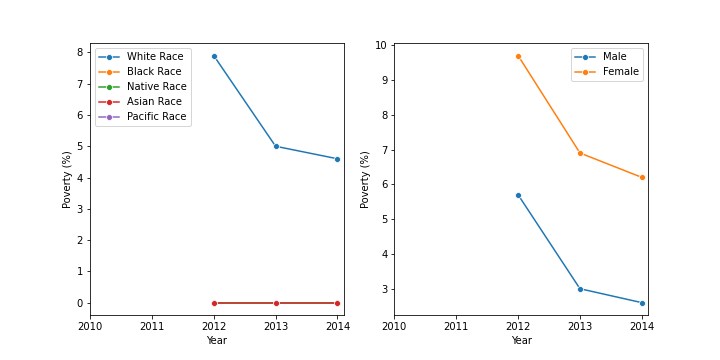 8
7
6
5
4
3
2
1
0
Poverty (%)
White Race
Black Race
Native Race
Asian Race
Pacific Race
2010 2011 2012 2013 2014
Year
10
9
8
7
6
5
4
3
Poverty (%)
Male
Female
2010 2011 2012 2013 2014
Year